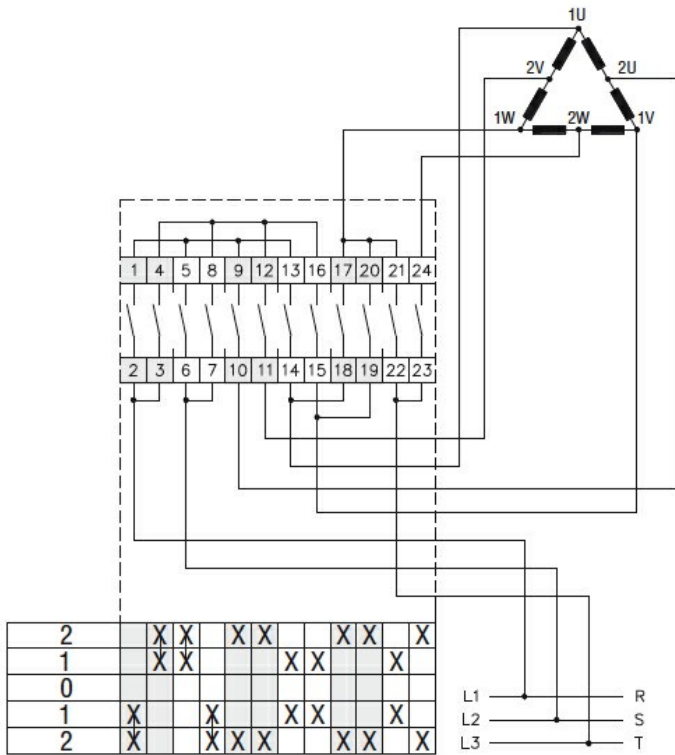 1U
2V 2U
1W 2W 1V
1 4 5 8 9 12 13 16 17 20 21 24
2 3 6 7 10 11 14 15 18 19 22 23
2 X X X X X X X
1 X X X X X
0
1 X X X X X
2 X X X X X X X
L1 R
L2 S
L3 T